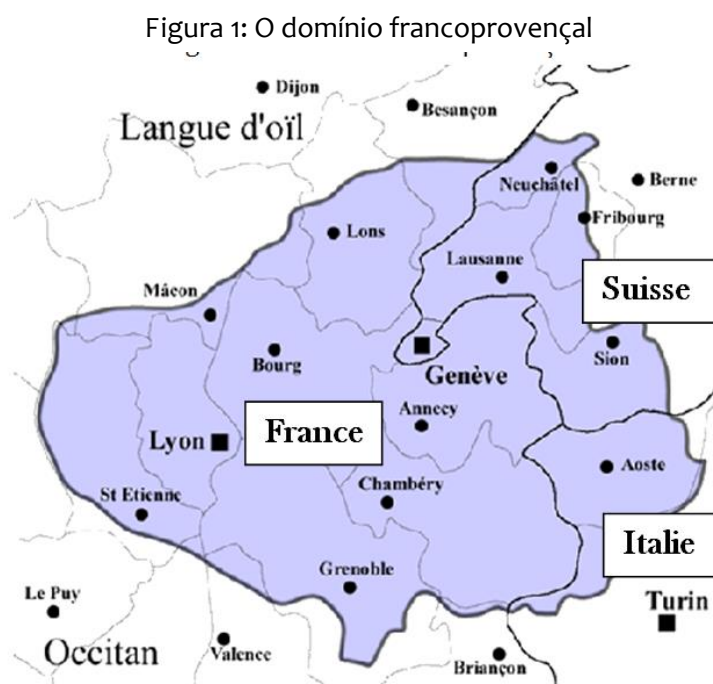 Figura 1: O domínio francoprovençal
Dijon
Besançon
Langue d'oïl
Neuchâtel
Berne
Fribourg
Lons
Lausanne
Suisse
Mâcon
Bourg
Genève
Sion
Annecy
France
Lyon
Aoste
Chambéry
St Etienne
Italie
Grenoble
Le Puy
Turin
Occitan
Valence
Briançon